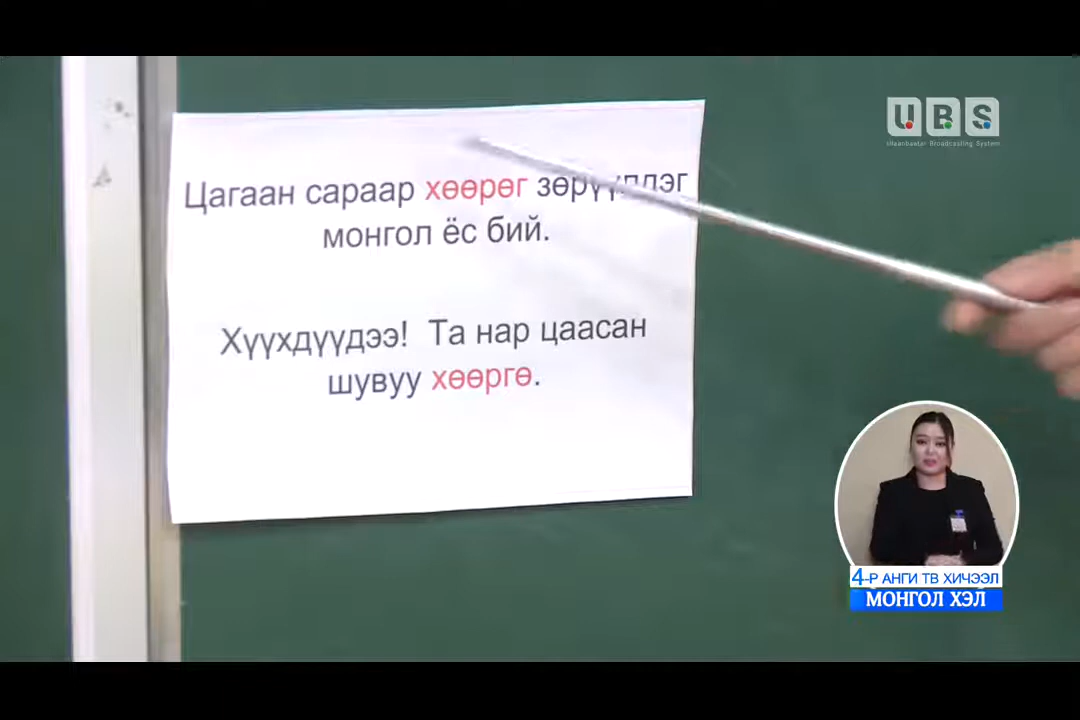 UBS
Ulaanbaatar Broadcasting System
Цагаан сараар хөөрөг
монгол ёс бий.
Хүүхдүүдээ! Та нар цаасан
шувуу хөөргө.
4-Р АНГИ ТВ ХИЧЭЭЛ
МОНГОЛ ХЭЛ